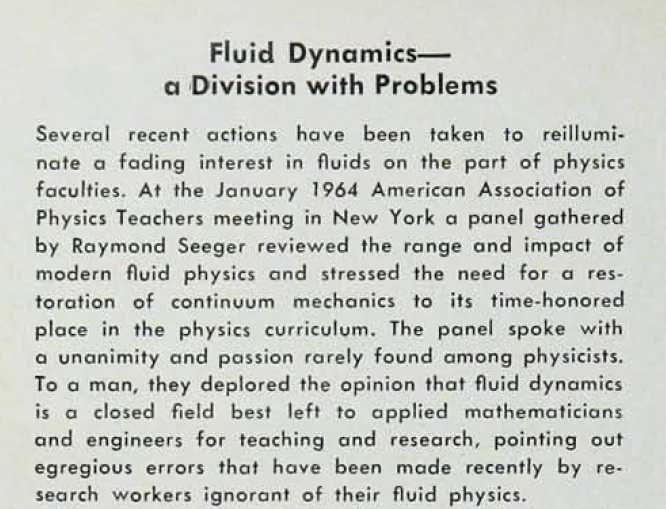 Fluid Dynamics—
a Division with Problems
Several recent actions have been taken to reillumi-
nate a fading interest in fluids on the part of physics
faculties. At the January 1964 American Association of
Physics Teachers meeting in New York a panel gathered
by Raymond Seeger reviewed the range and impact of
modern fluid physics and stressed the need for a res-
toration of continuum mechanics to its time-honored
place in the physics curriculum. The panel spoke with
a unanimity and passion rarely found among physicists.
To a man, they deplored the opinion that fluid dynamics
is a closed field best left to applied mathematicians
and engineers for teaching and research, pointing out
egregious errors that have been made recently by re-
search workers ignorant of their fluid physics.